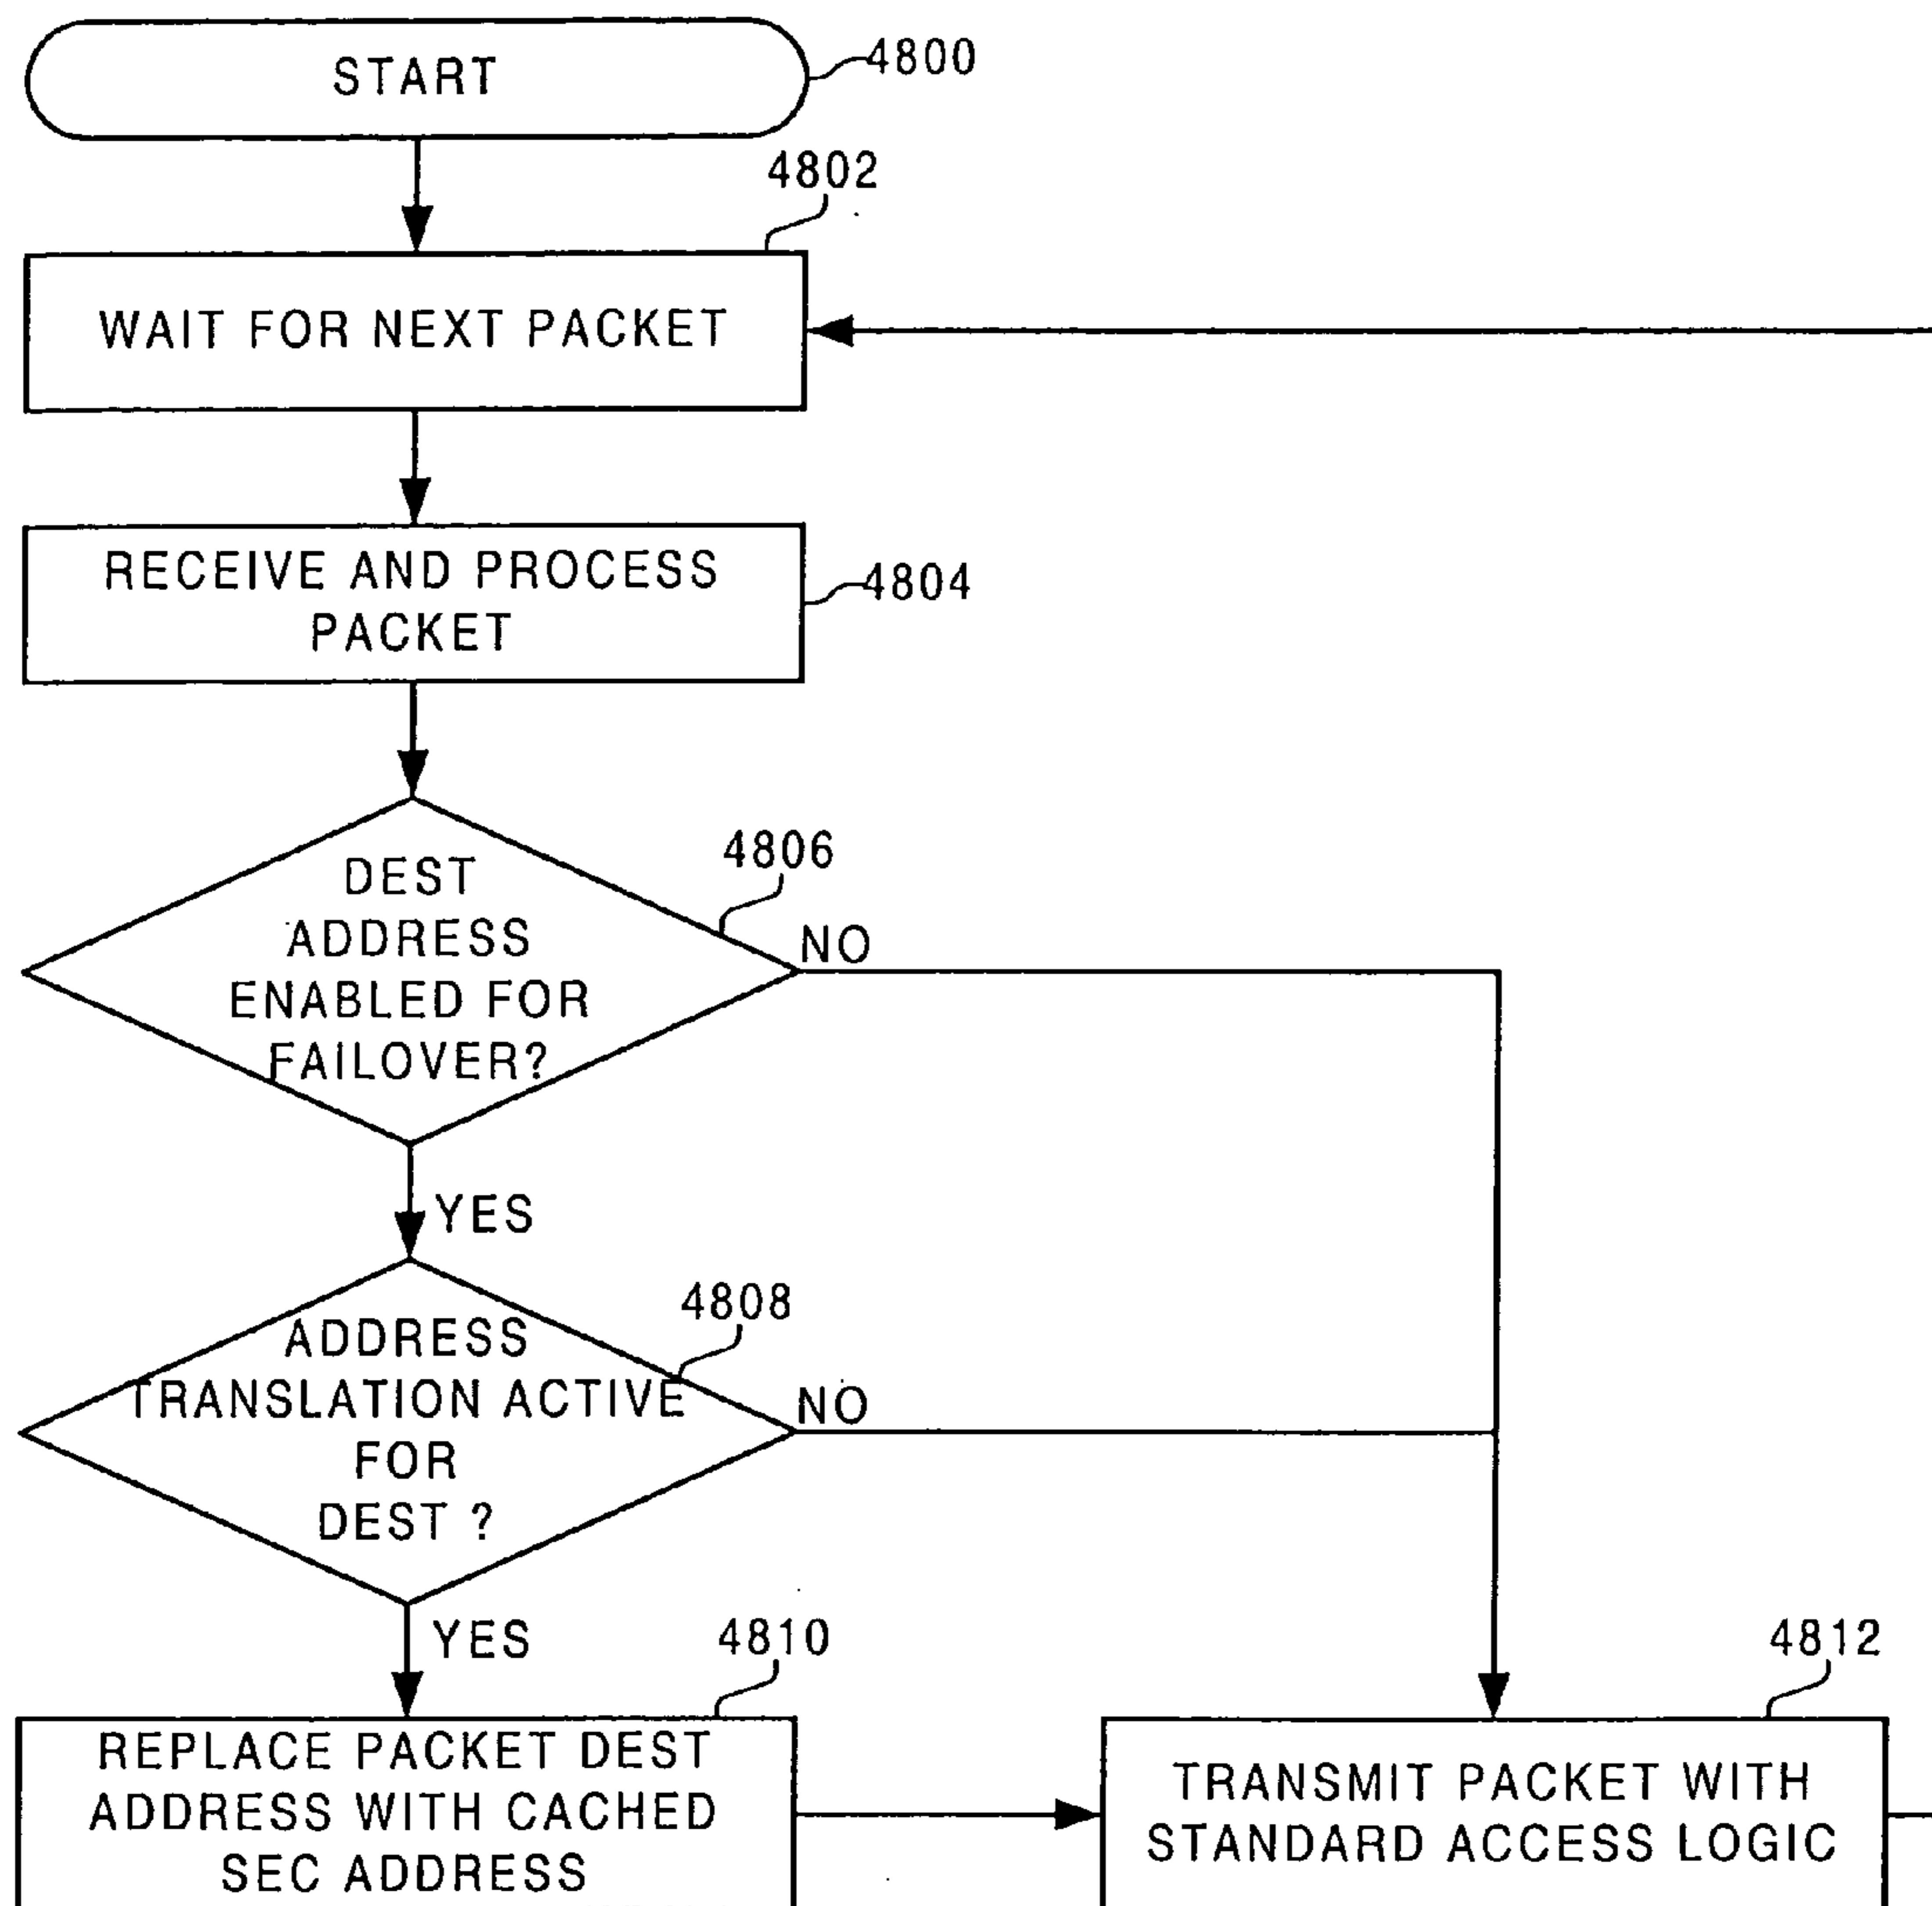 START
4800
4802
WAIT FOR NEXT PACKET
RECEIVE AND PROCESS
PACKET
4804
4806
DEST
ADDRESS
ENABLED FOR
FAILOVER?
NO
YES
4808
ADDRESS
TRANSLATION ACTIVE
FOR
DEST ?
NO
YES
4810
REPLACE PACKET DEST
ADDRESS WITH CACHED
SEC ADDRESS
4812
TRANSMIT PACKET WITH
STANDARD ACCESS LOGIC